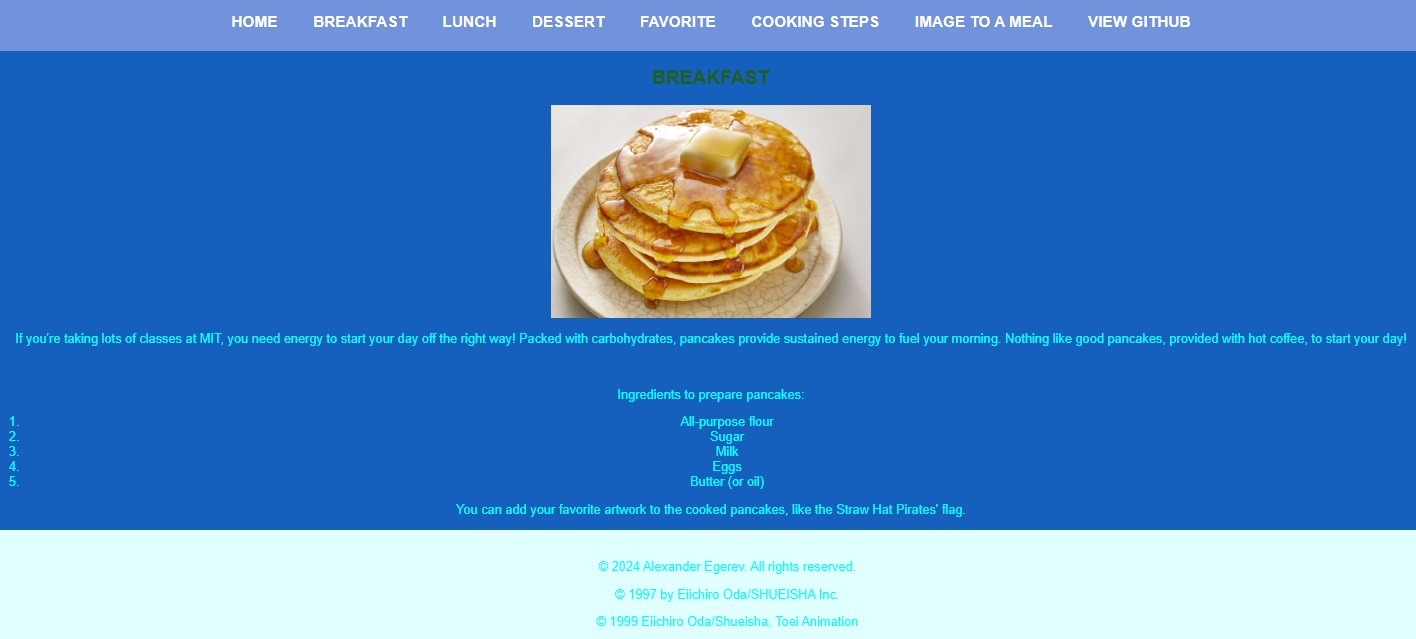 HOME BREAKFAST LUNCH DESSERT FAVORITE COOKING STEPS IMAGE TO A MEAL VIEW GITHUB
BREAKFAST
If you're taking lots of classes at MIT, you need energy to start your day off the right way! Packed with carbohydrates, pancakes provide sustained energy to fuel your morning. Nothing like good pancakes, provided with hot coffee, to start your day!
Ingredients to prepare pancakes:
1. All-purpose flour
2. Sugar
3. Milk
4. Eggs
5. Butter (or oil)
You can add your favorite artwork to the cooked pancakes, like the Straw Hat Pirates' flag.
© 2024 Alexander Egerev. All rights reserved.
© 1997 by Eiichiro Oda/SHUEISHA Inc.
© 1999 Eiichiro Oda/Shueisha, Toei Animation